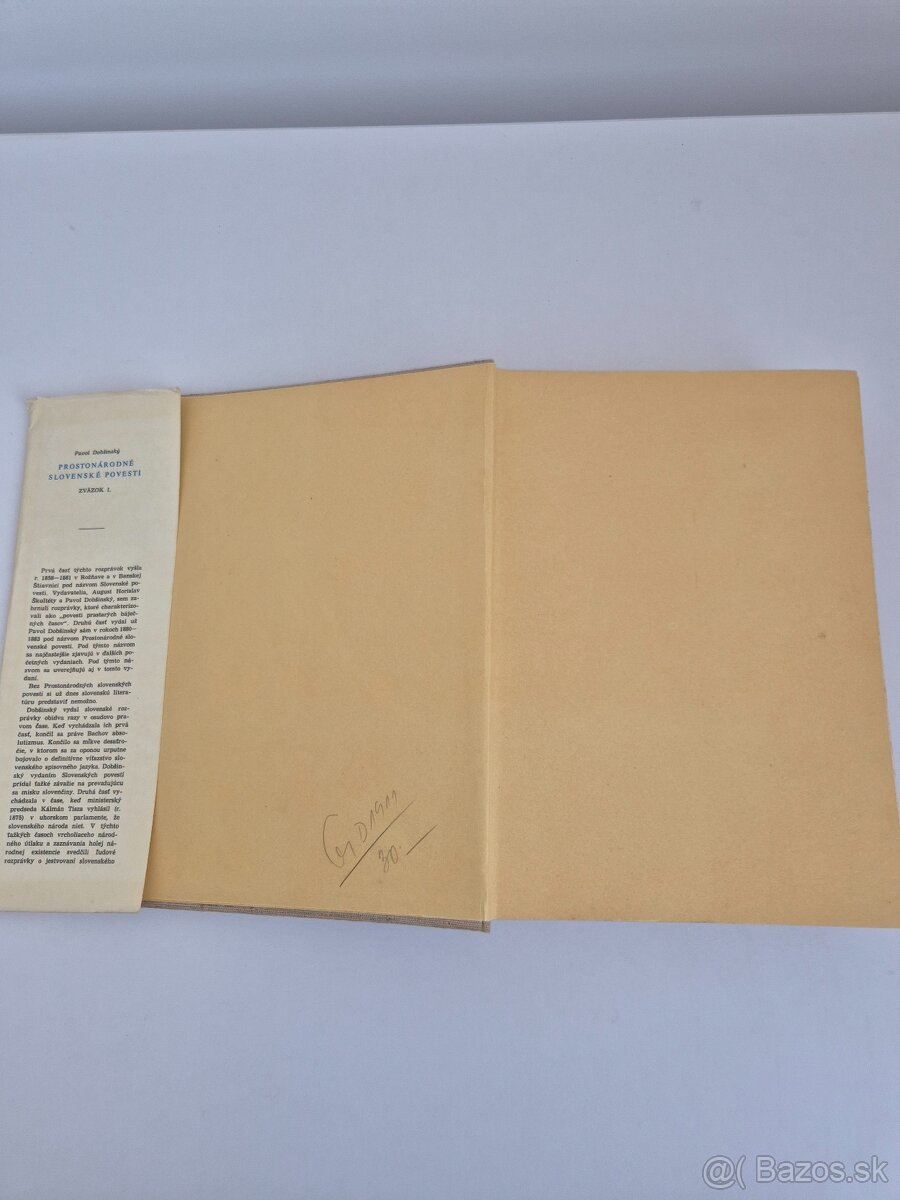 Pavol Dobšinský
PROSTONÁRODNÉ
SLOVENSKÉ POVESTI
ZVÄZOK I.
Prvá časť týchto rozprávok vyšla
r. 1858—1861 v Rožňave a v Banskej
Štiavnici pod názvom Slovenské po-
vesti. Vydavatelia, August Horislav
Škultéty a Pavol Dobšinský, sem za-
hrnuli rozprávky, ktoré charakterizo-
vali ako „povesti prastarých báječ-
ných časov“. Druhú časť vydal už
Pavol Dobšinský sám v rokoch 1880—
1883 pod názvom Prostonárodné slo-
venské povesti. Pod týmto názvom
sa najčastejšie zjavujú v ďalších po-
četných vydaniach. Pod týmto ná-
zvom sa uverejňujú aj v tomto vy-
daní.
Bez Prostonárodných slovenských
povestí si už dnes slovenskú litera-
túru predstaviť nemožno.
Dobšinský vydal slovenské roz-
právky obidva razy v osudovo pra-
vom čase. Keď vychádzala ich prvá
časť, končil sa práve Bachov abso-
lutizmus. Končilo sa mĺkve desaťro-
čie, v ktorom sa za oponou urputne
bojovalo o definitívne víťazstvo slo-
venského spisovného jazyka. Dobšin-
ský vydaním Slovenských povestí
pridal ťažké závažie na prevažujúcu
sa misku slovenčiny. Druhá časť vy-
chádzala v čase, keď ministerský
predseda Kálmán Tisza vyhlásil (r.
1875) v uhorskom parlamente, že
slovenského národa niet. V týchto
ťažkých časoch vrcholiaceho národ-
ného útlaku a zaznávania holej ná-
rodnej existencie svedčili ľudové
rozprávky o jestvovaní slovenského
30.—
@( Bazos.sk